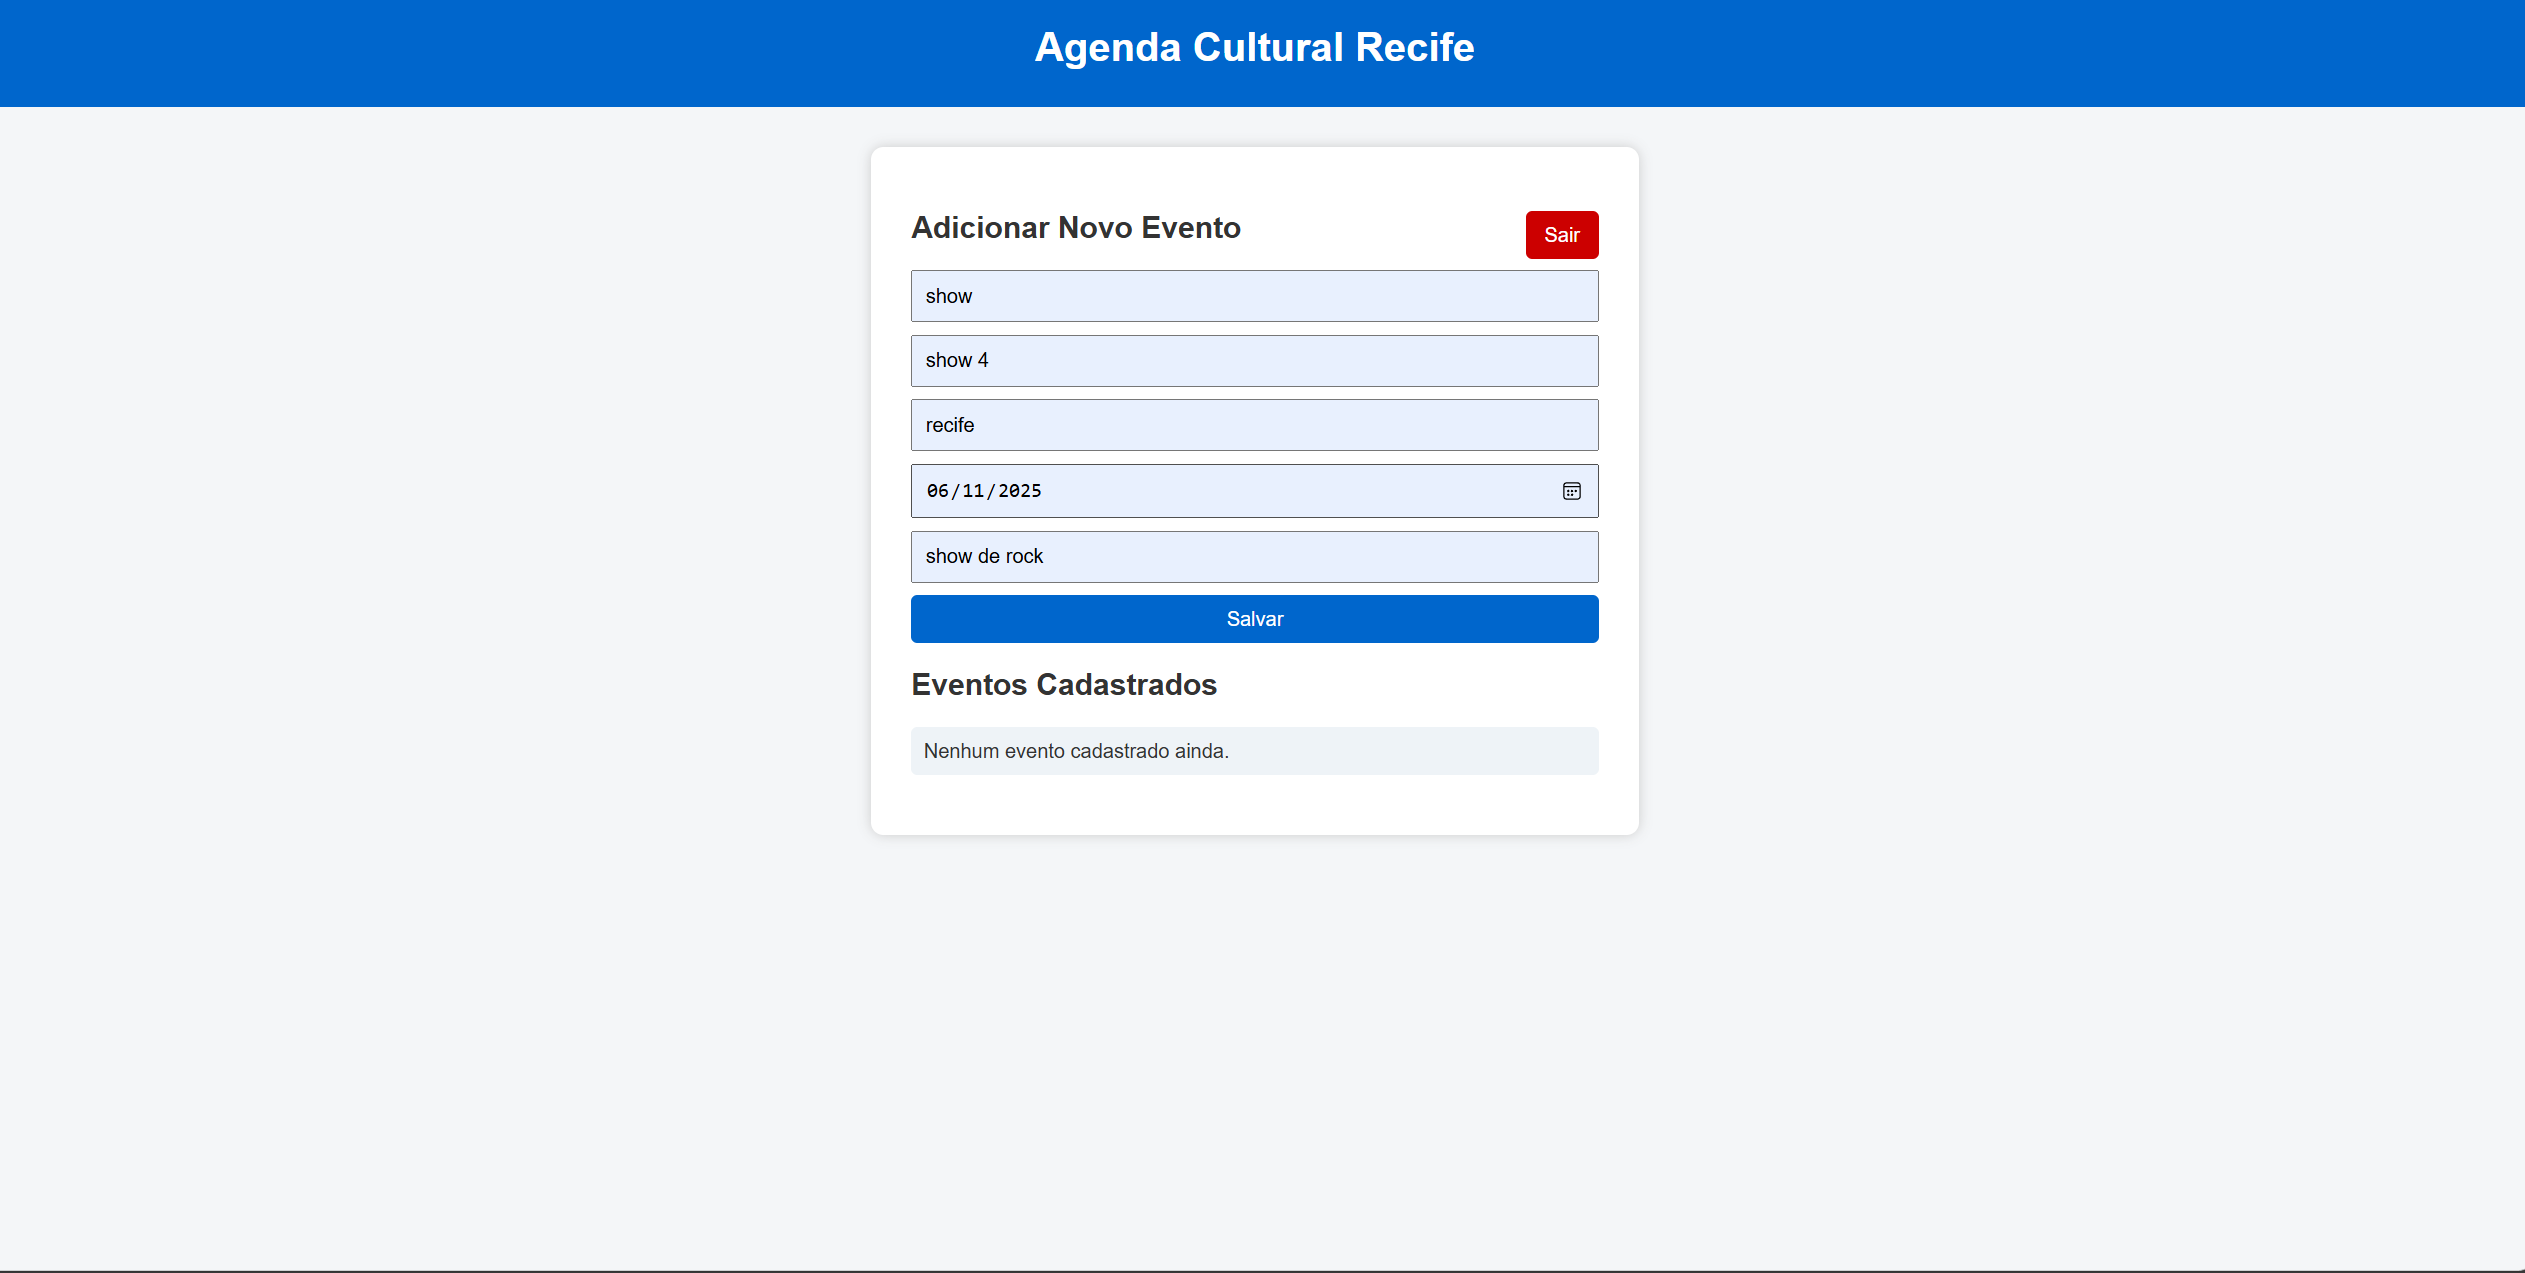 Agenda Cultural Recife
Adicionar Novo Evento
Sair
show
show 4
recife
06/11/2025
show de rock
Salvar
Eventos Cadastrados
Nenhum evento cadastrado ainda.